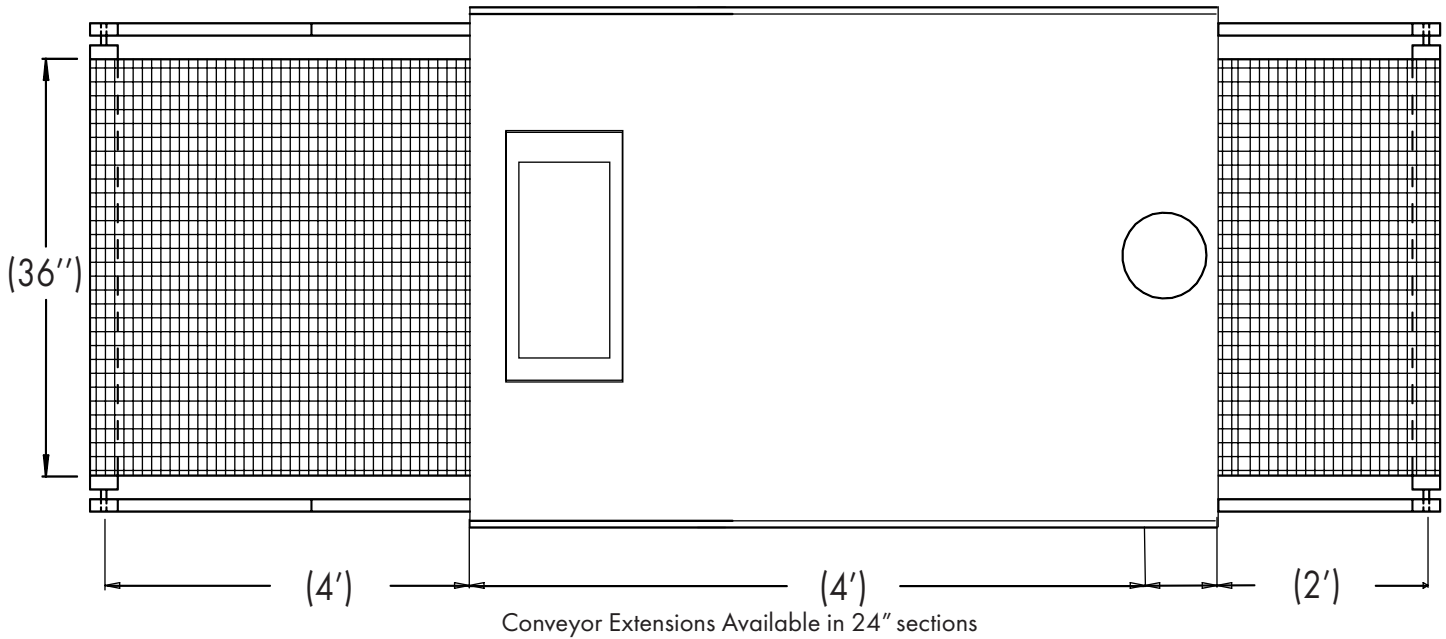 (36’’)
(4’)
(4’)
(2’)
Conveyor Extensions Available in 24” sections